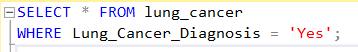 SELECT * FROM lung_cancer
WHERE Lung_Cancer_Diagnosis = 'Yes';